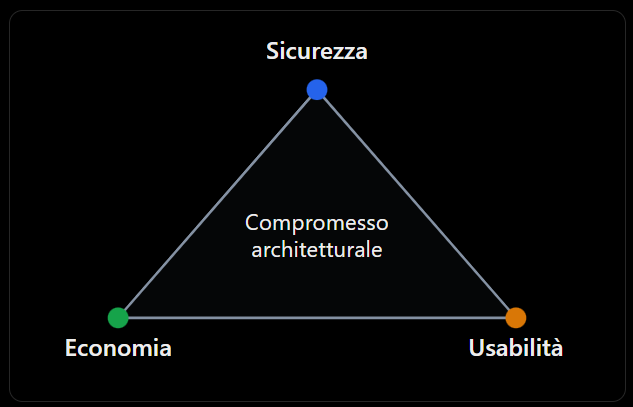 Sicurezza
Compromesso
architetturale
Economia
Usabilità